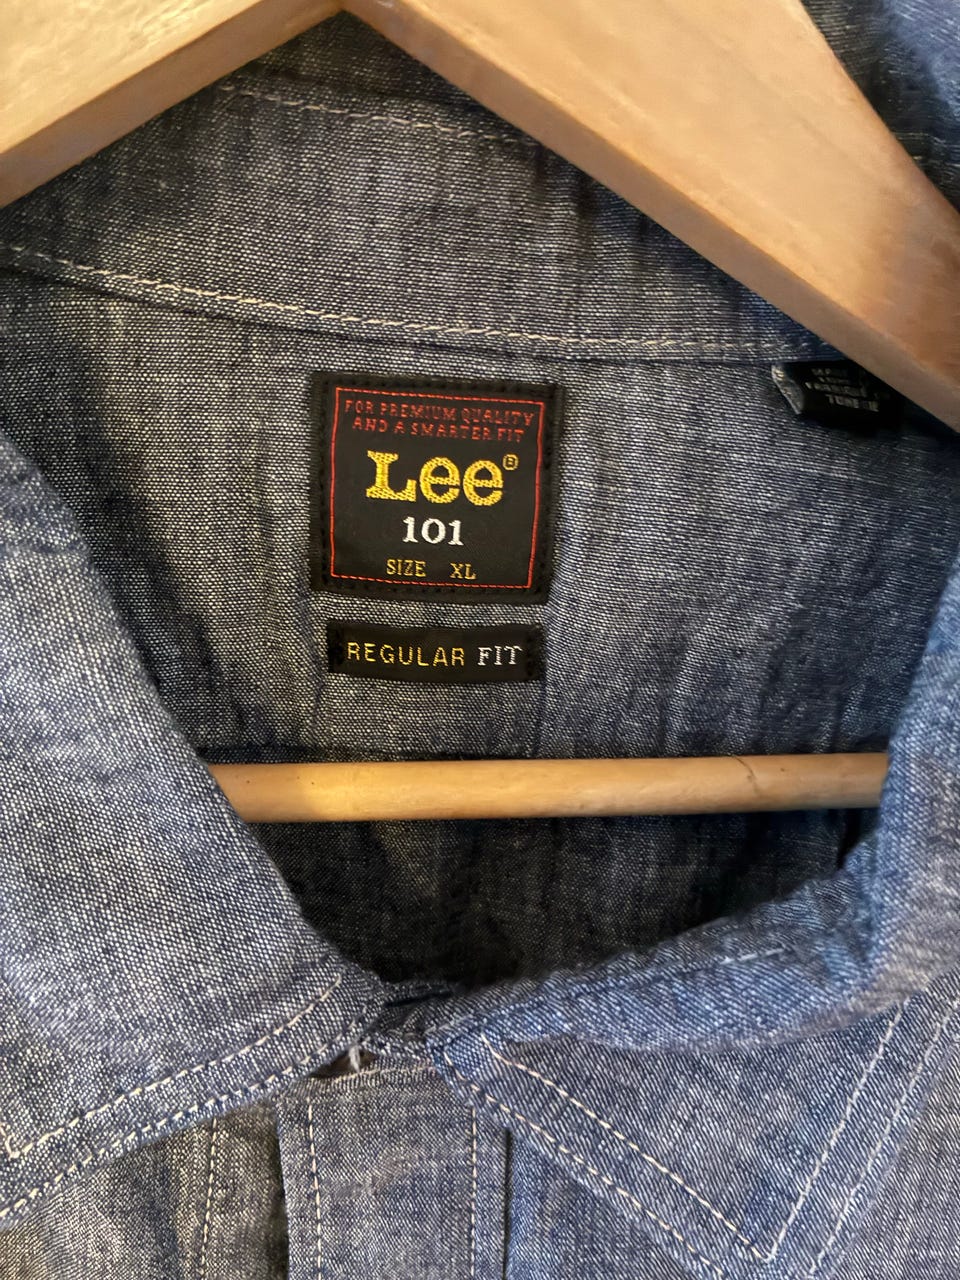 FOR PREMIUM QUALITY
AND A SMARTER FIT
Lee®
101
SIZE XL
REGULAR FIT